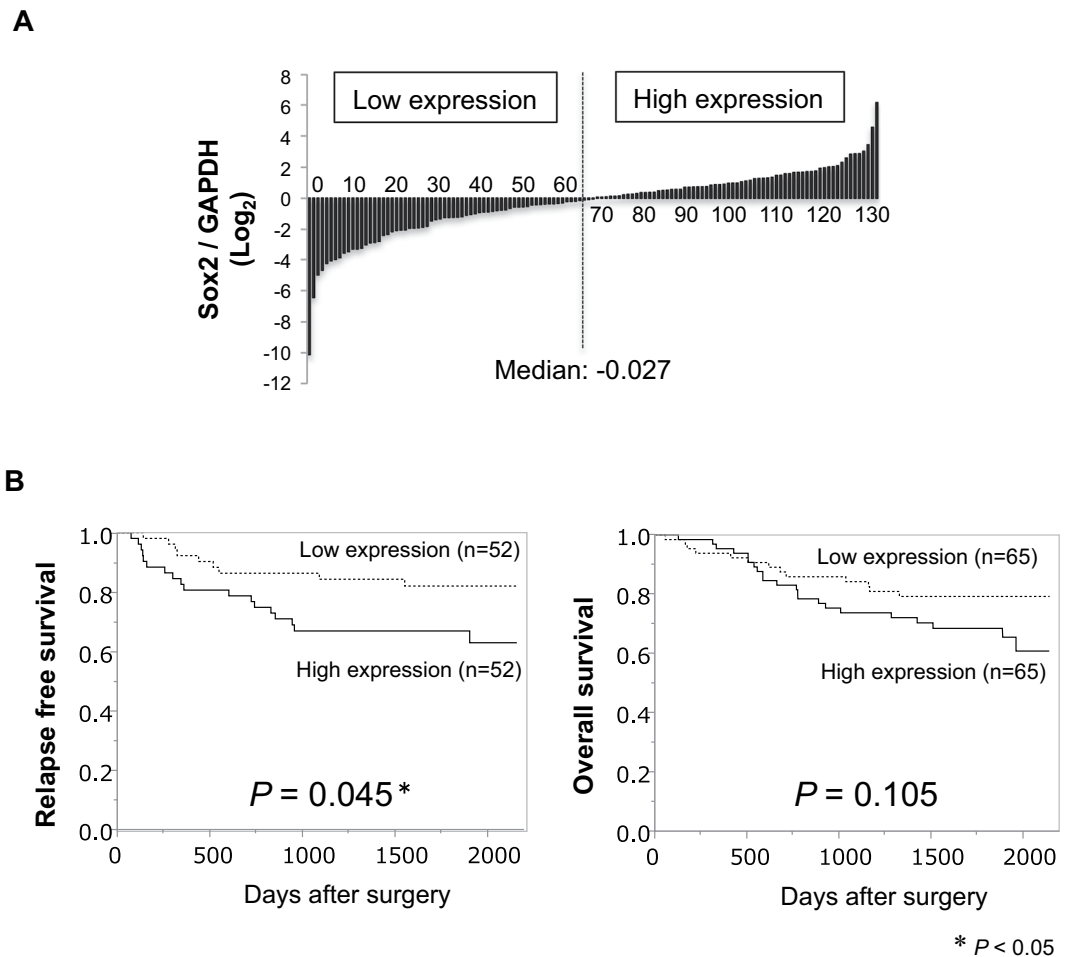 A
8
6
4
2
0
-2
-4
-6
-8
-10
-12
Sox2 / GAPDH
(Log2)
Low expression
High expression
0 10 20 30 40 50 60
70 80 90 100 110 120 130
Median: -0.027
B
Relapse free survival
1.0
0.8
0.6
0.4
0.2
0.0
Low expression (n=52)
High expression (n=52)
P = 0.045*
0 500 1000 1500 2000
Days after surgery
Overall survival
1.0
0.8
0.6
0.4
0.2
0.0
Low expression (n=65)
High expression (n=65)
P = 0.105
0 500 1000 1500 2000
Days after surgery
* P < 0.05